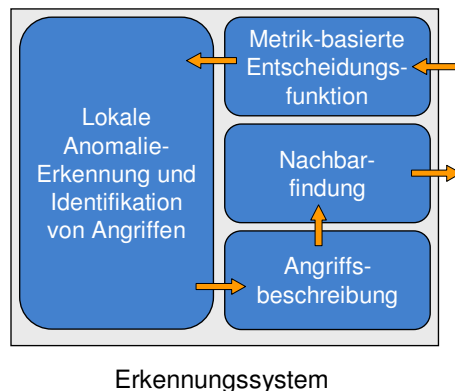 Lokale
Anomalie-
Erkennung und
Identifikation
von Angriffen
Metrik-basierte
Entscheidungs-
funktion
Nachbar-
findung
Angriffs-
beschreibung
Erkennungssystem